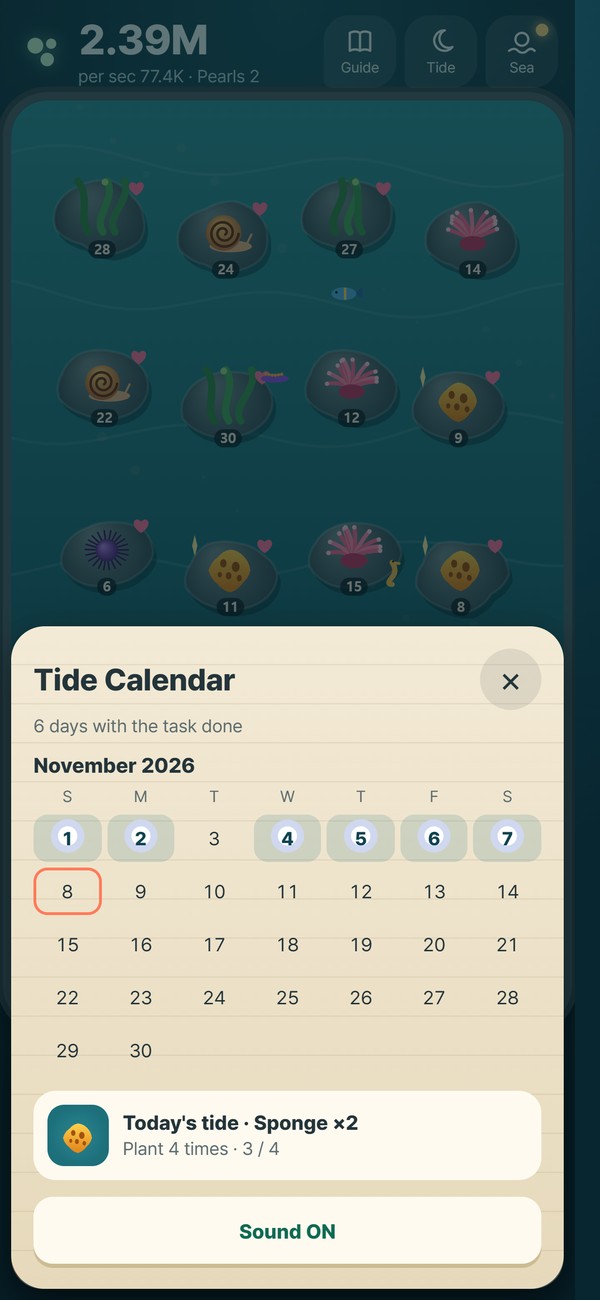 2.39M
per sec 77.4K · Pearls 2
Guide
Tide
Sea
28
24
27
14
22
30
12
9
6
11
15
8
Tide Calendar
×
6 days with the task done
November 2026
S M T W T F S
1 2 3 4 5 6 7
8 9 10 11 12 13 14
15 16 17 18 19 20 21
22 23 24 25 26 27 28
29 30
Today's tide · Sponge ×2
Plant 4 times · 3 / 4
Sound ON